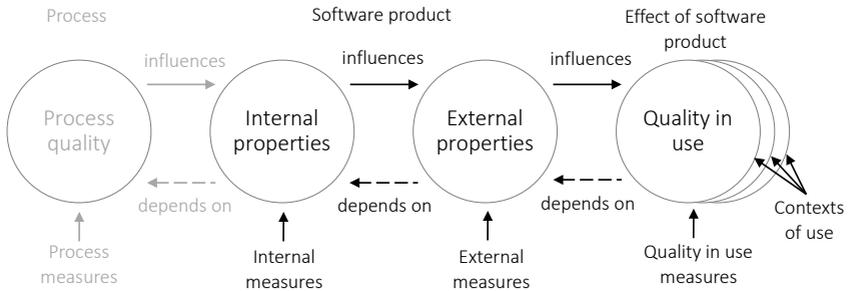 Process
Software product
Effect of software
product
influences
influences
influences
Process
quality
Internal
properties
External
properties
Quality in
use
depends on
depends on
depends on
Contexts
of use
Process
measures
Internal
measures
External
measures
Quality in use
measures